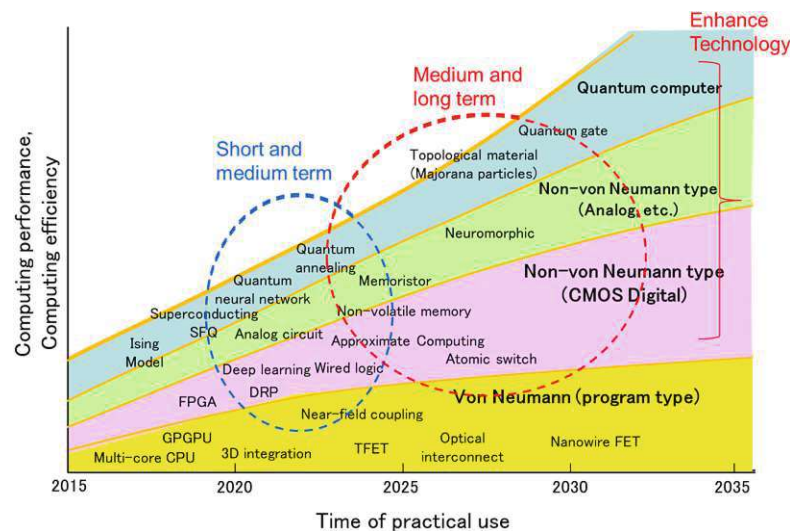 Enhance
Technology
Medium and
long term
Quantum computer
Quantum gate
Topological material
(Majorana particles)
Short and
medium term
Non-von Neumann type
(Analog, etc.)
Neuromorphic
Quantum
annealing
Non-von Neumann type
(CMOS Digital)
Memoristor
Quantum
neural network
Non-volatile memory
Superconducting
SFQ
Analog circuit
Approximate Computing
Ising
Model
Atomic switch
Deep learning
Wired logic
DRP
FPGA
Von Neumann (program type)
Near-field coupling
GPGPU
Multi-core CPU
3D integration
TFET
Optical
interconnect
Nanowire FET
Computing performance,
Computing efficiency
2015
2020
2025
2030
2035
Time of practical use